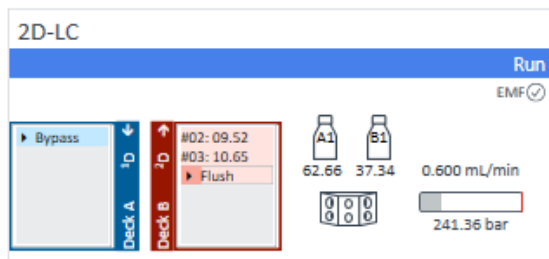 2D-LC
Run
EMF
Bypass
Deck A ¹D
Deck B ²D
#02: 09.52
#03: 10.65
Flush
A1 B1
62.66 37.34 0.600 mL/min
241.36 bar